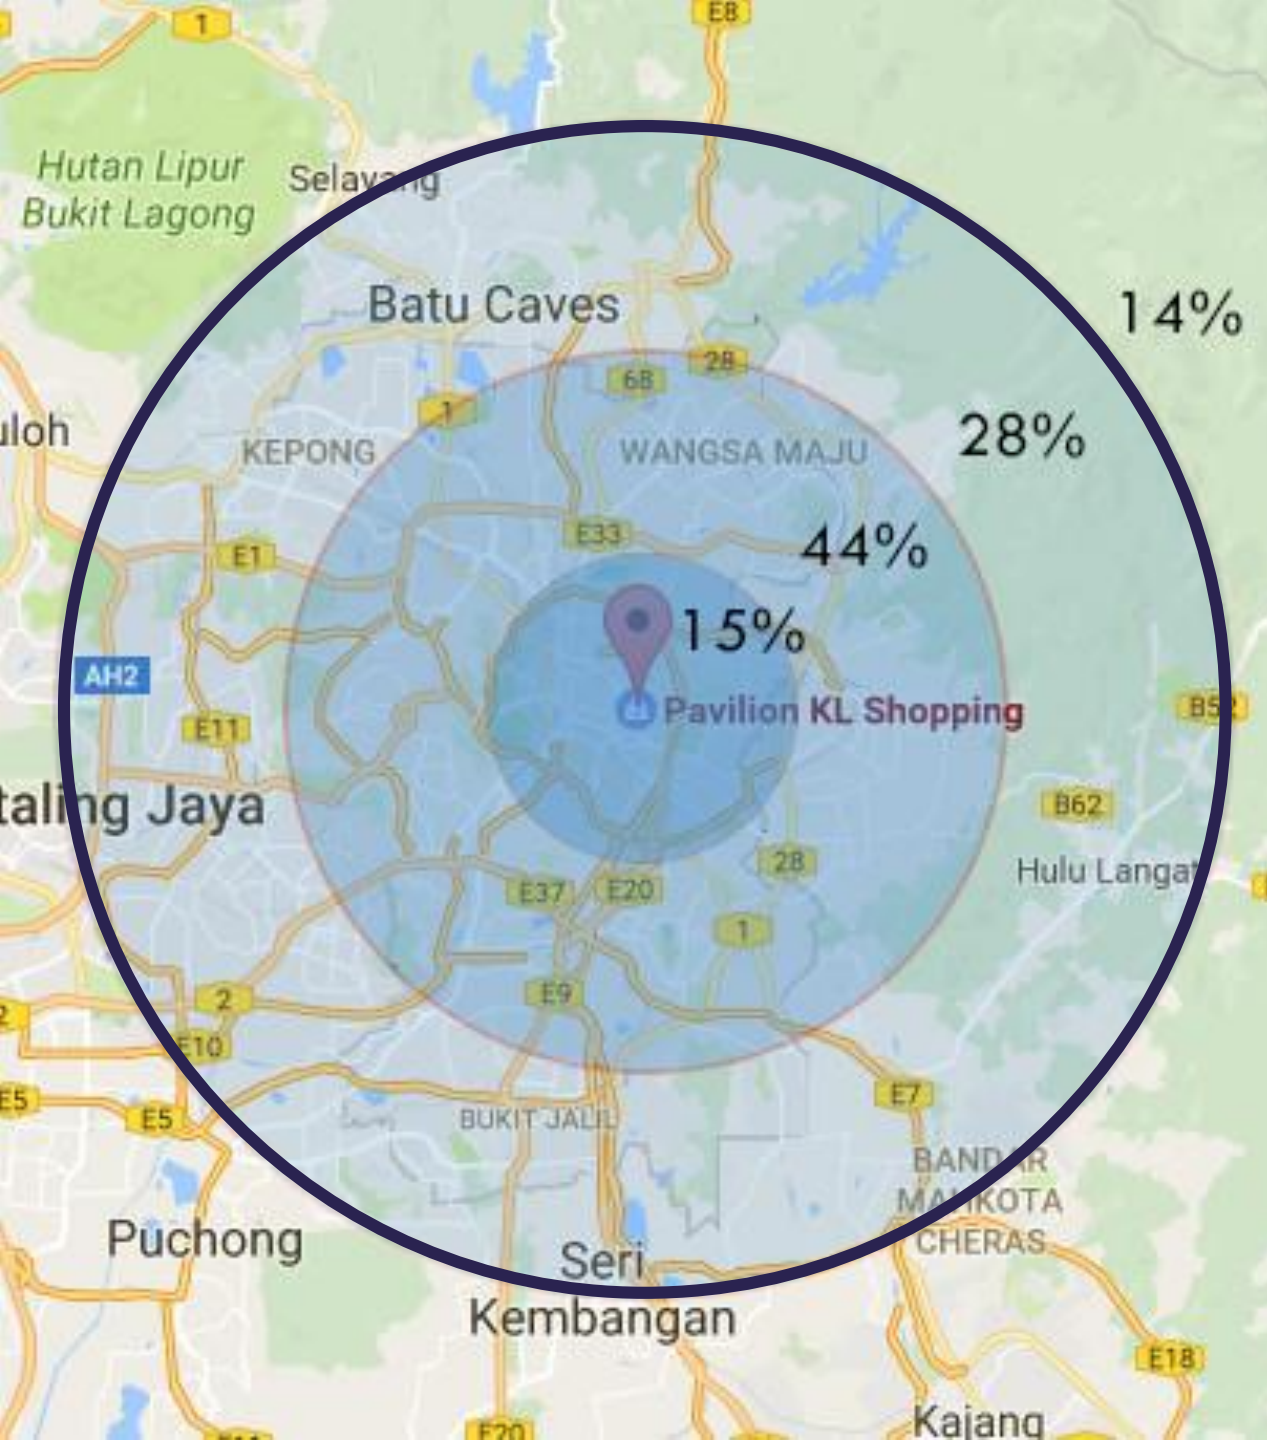 E8
1
Hutan Lipur
Bukit Lagong
Selayang
14%
Batu Caves
28
68
1
uloh
KEPONG
WANGSA MAJU
28%
E33
44%
E1
15%
AH2
Pavilion KL Shopping
B52
E11
taling Jaya
B62
28
Hulu Langat
E37
E20
1
E9
2
2
E10
E5
E5
E7
BUKIT JALIL
BANDAR
MAHKOTA
CHERAS
Puchong
Seri
Kembangan
E18
Kajang
E20